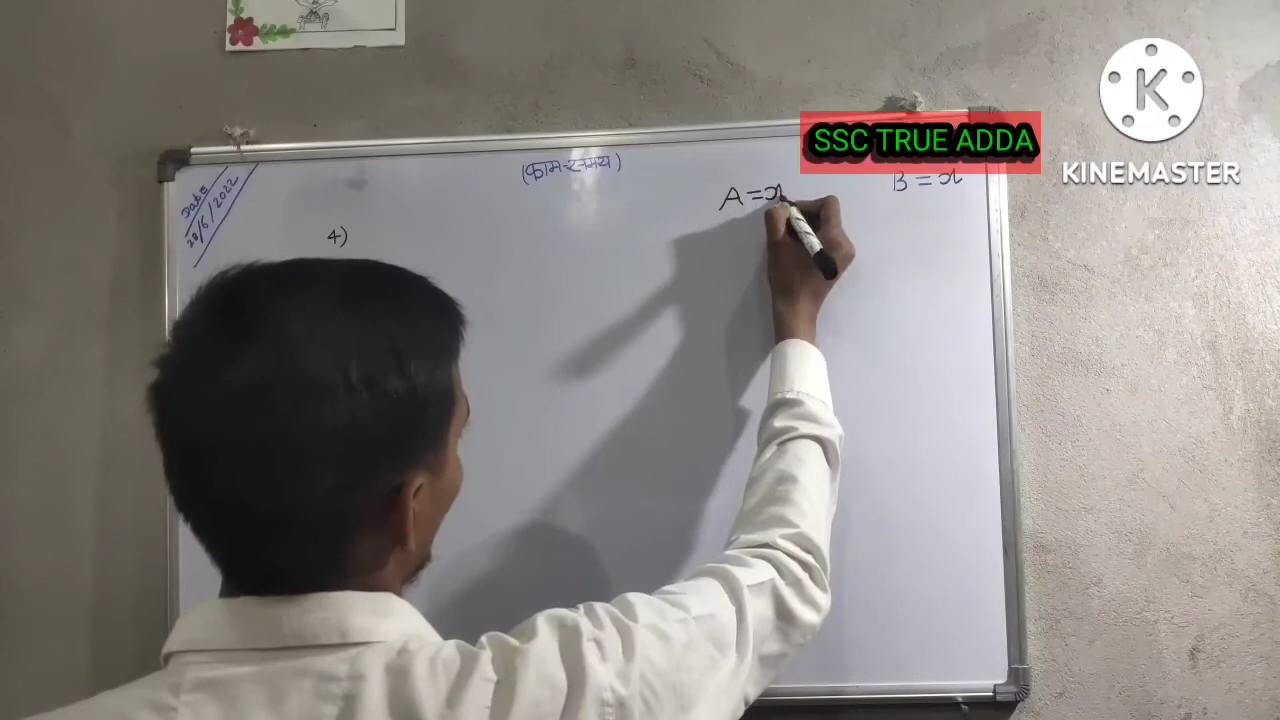 SSC TRUE ADDA
KINEMASTER
(काम-समय)
Date
28/6/2022
A = x
B = x
4)